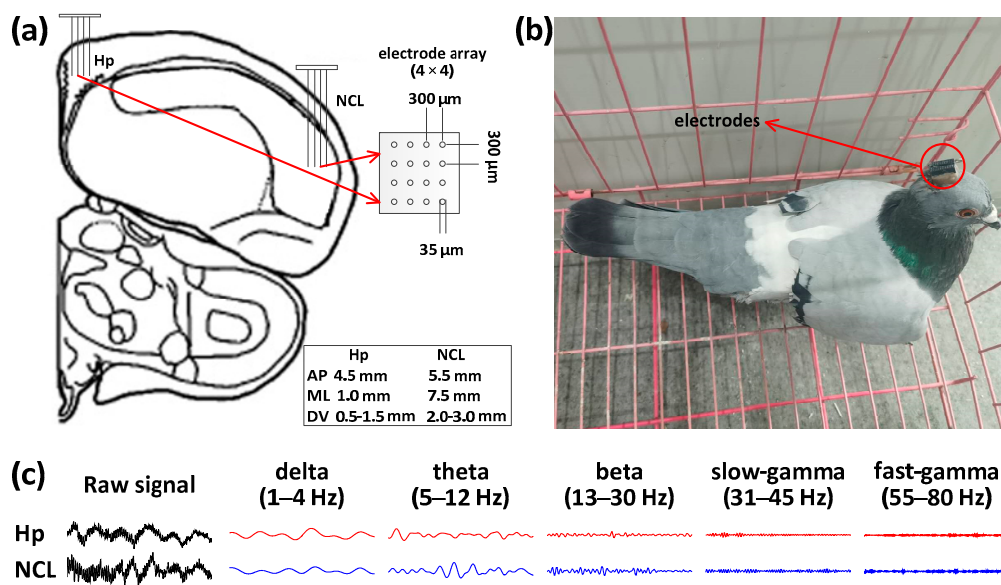 (a)
Hp
NCL
electrode array
(4 × 4)
300 μm
300 μm
35 μm
Hp NCL
AP 4.5 mm 5.5 mm
ML 1.0 mm 7.5 mm
DV 0.5-1.5 mm 2.0-3.0 mm
(b)
electrodes
(c)
Raw signal
delta
(1–4 Hz)
theta
(5–12 Hz)
beta
(13–30 Hz)
slow-gamma
(31–45 Hz)
fast-gamma
(55–80 Hz)
Hp
NCL